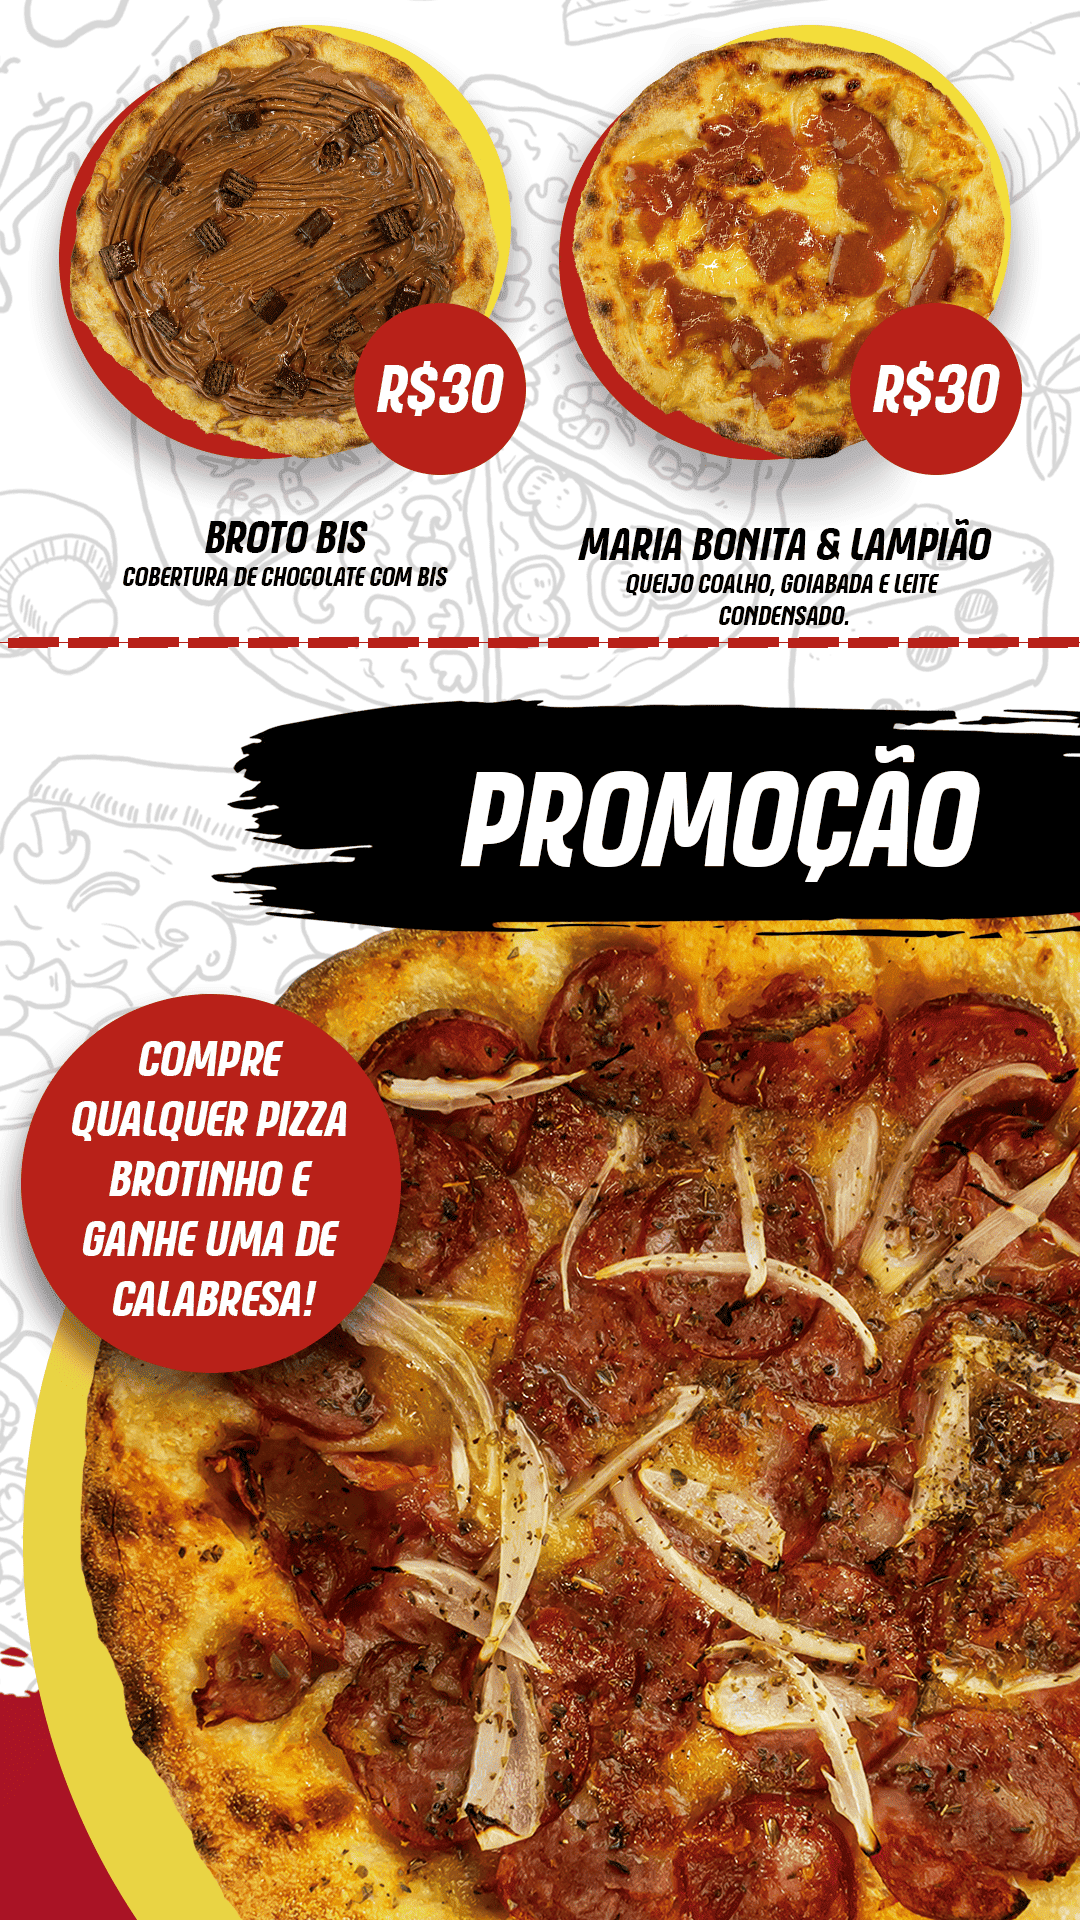 R$30
R$30
BROTO BIS
COBERTURA DE CHOCOLATE COM BIS
MARIA BONITA & LAMPIÃO
QUEIJO COALHO, GOIABADA E LEITE
CONDENSADO.
PROMOÇÃO
COMPRE
QUALQUER PIZZA
BROTINHO E
GANHE UMA DE
CALABRESA!